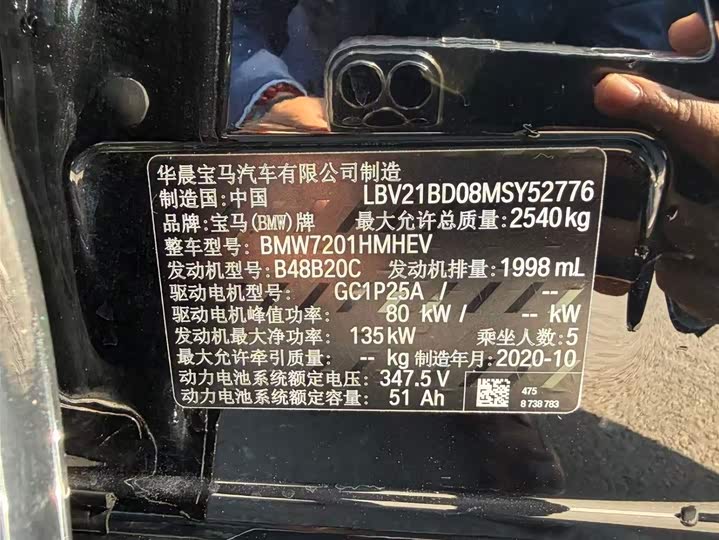 华晨宝马汽车有限公司制造
制造国:中国 LBV21BD08MSY52776
品牌:宝马(BMW)牌 最大允许总质量:2540kg
整车型号: BMW7201HMHEV
发动机型号:B48B20C 发动机排量:1998 mL
驱动电机型号: GC1P25A / --
驱动电机峰值功率: 80 kW / -- kW
发动机最大净功率: 135kW 乘坐人数:5
最大允许牵引质量: -- kg 制造年月:2020-10
动力电池系统额定电压:347.5 V
动力电池系统额定容量: 51 Ah
475
8 738 783